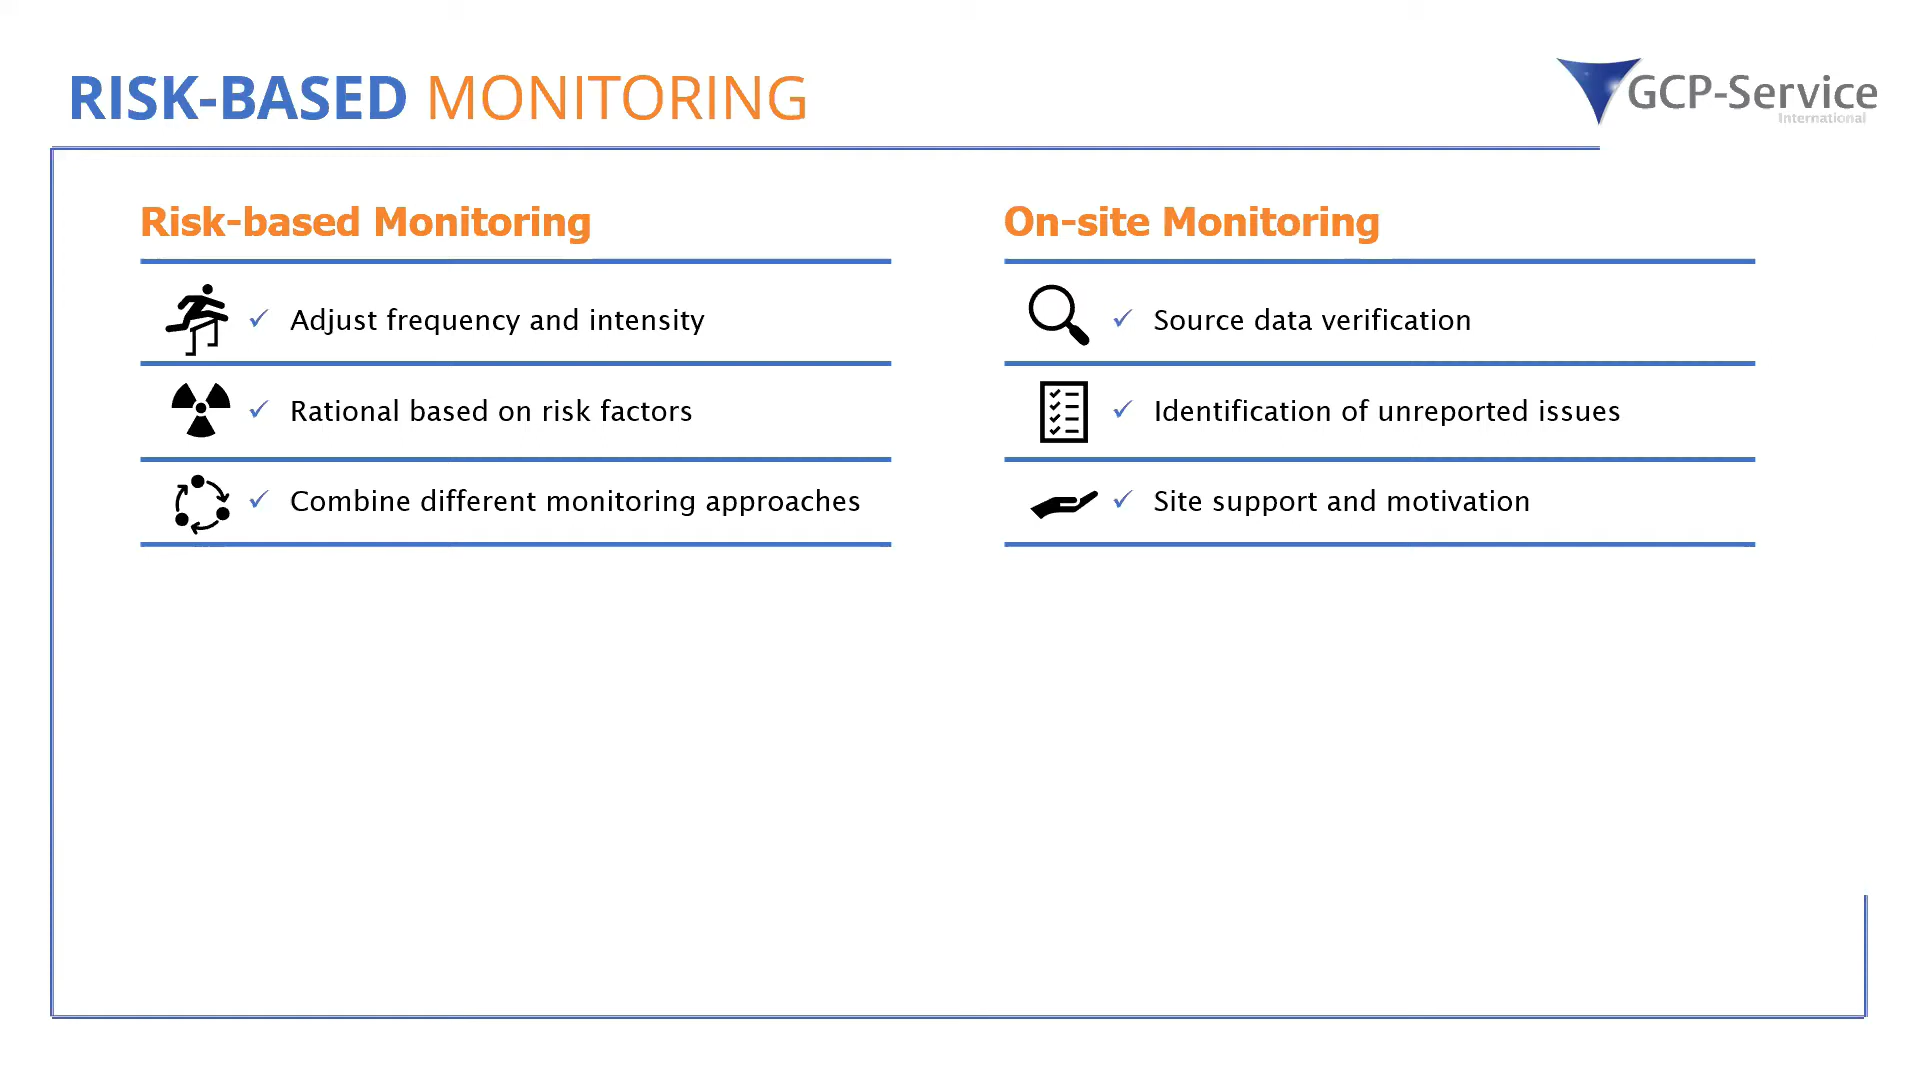 RISK-BASED MONITORING
GCP-Service
International
Risk-based Monitoring
Adjust frequency and intensity
Rational based on risk factors
Combine different monitoring approaches
On-site Monitoring
Source data verification
Identification of unreported issues
Site support and motivation